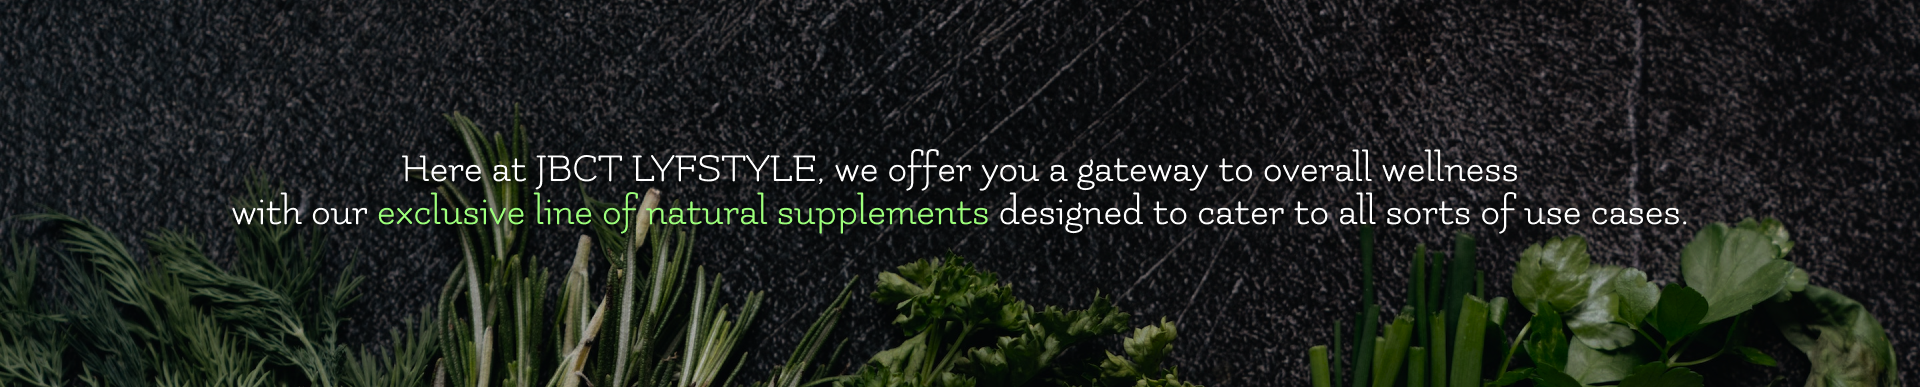 Here at JBCT LYFSTYLE, we offer you a gateway to overall wellness
with our exclusive line of natural supplements designed to cater to all sorts of use cases.